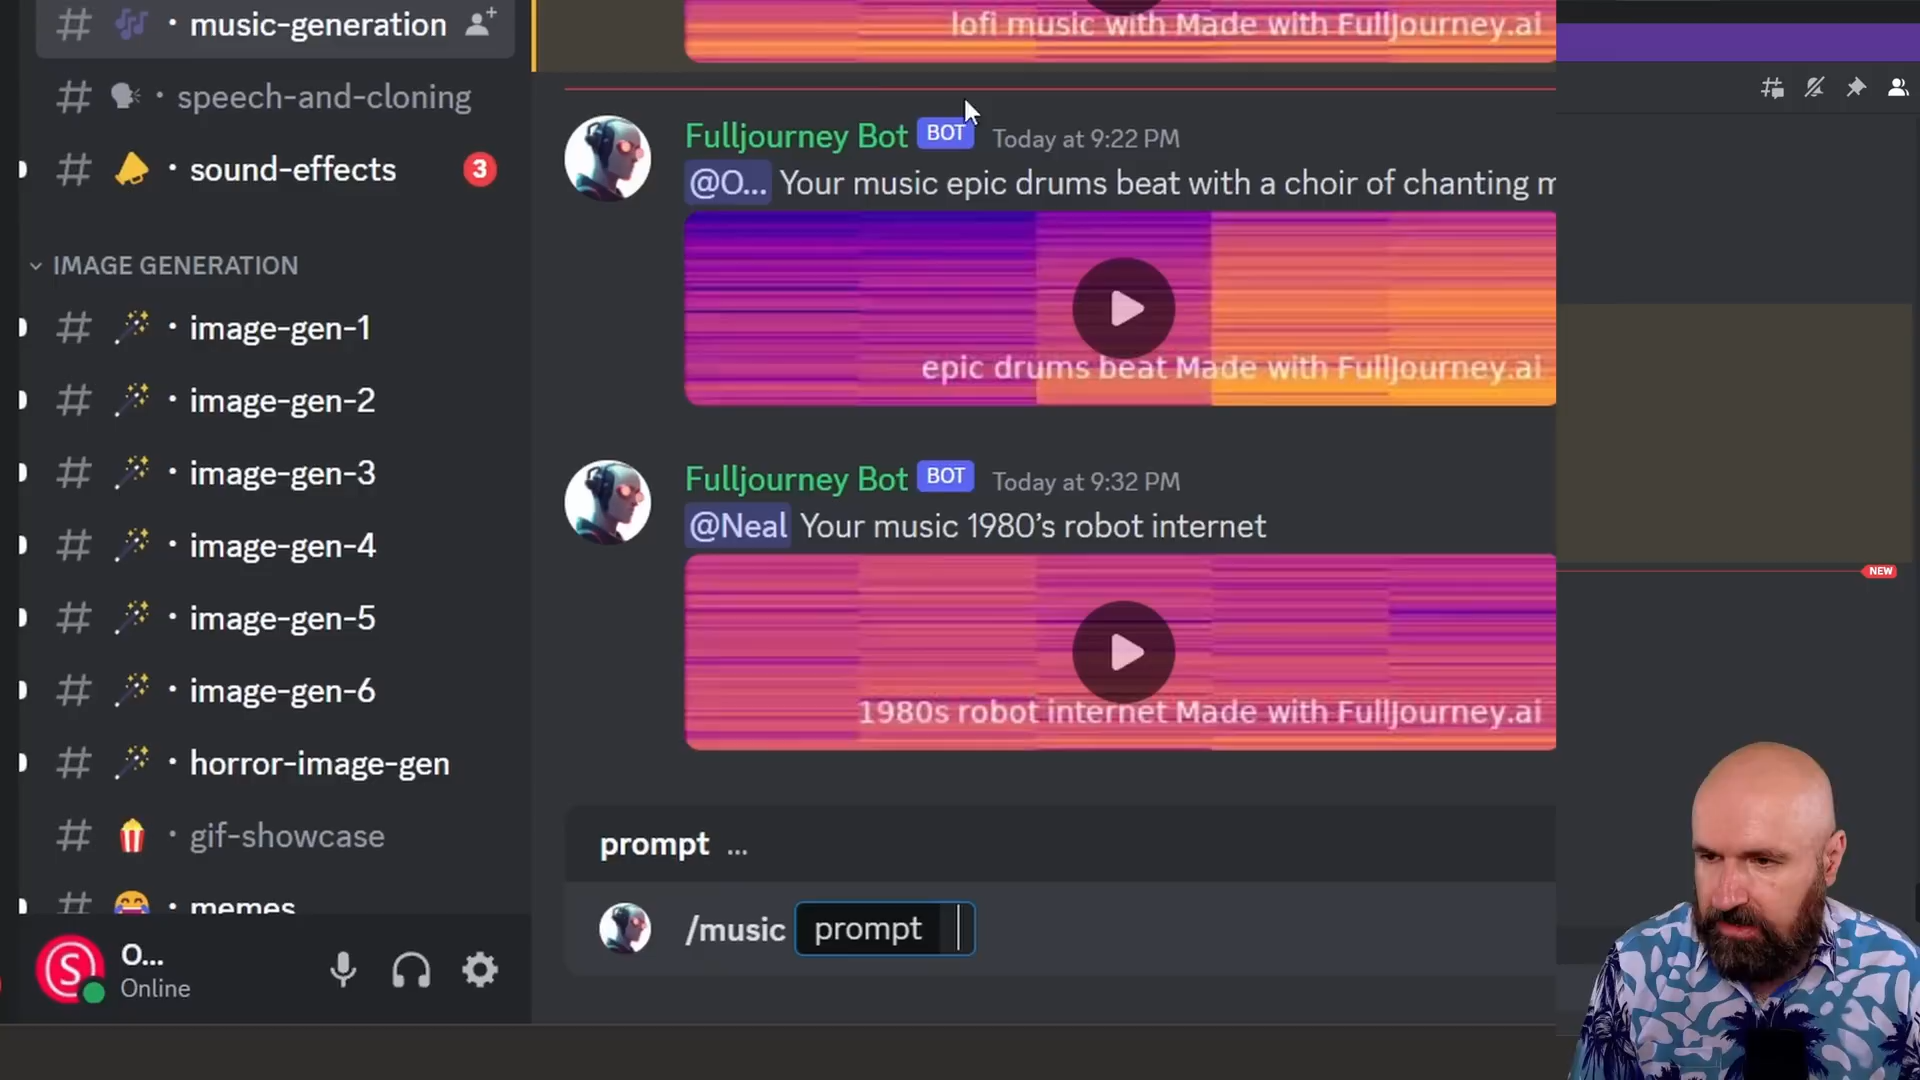 music-generation
speech-and-cloning
sound-effects
3
IMAGE GENERATION
image-gen-1
image-gen-2
image-gen-3
image-gen-4
image-gen-5
image-gen-6
horror-image-gen
gif-showcase
memes
O...
Online
lofi music with Made with FullJourney.ai
Fulljourney Bot BOT Today at 9:22 PM
@O... Your music epic drums beat with a choir of chanting m
epic drums beat Made with FullJourney.ai
Fulljourney Bot BOT Today at 9:32 PM
@Neal Your music 1980’s robot internet
1980s robot internet Made with FullJourney.ai
prompt ...
/music prompt
NEW